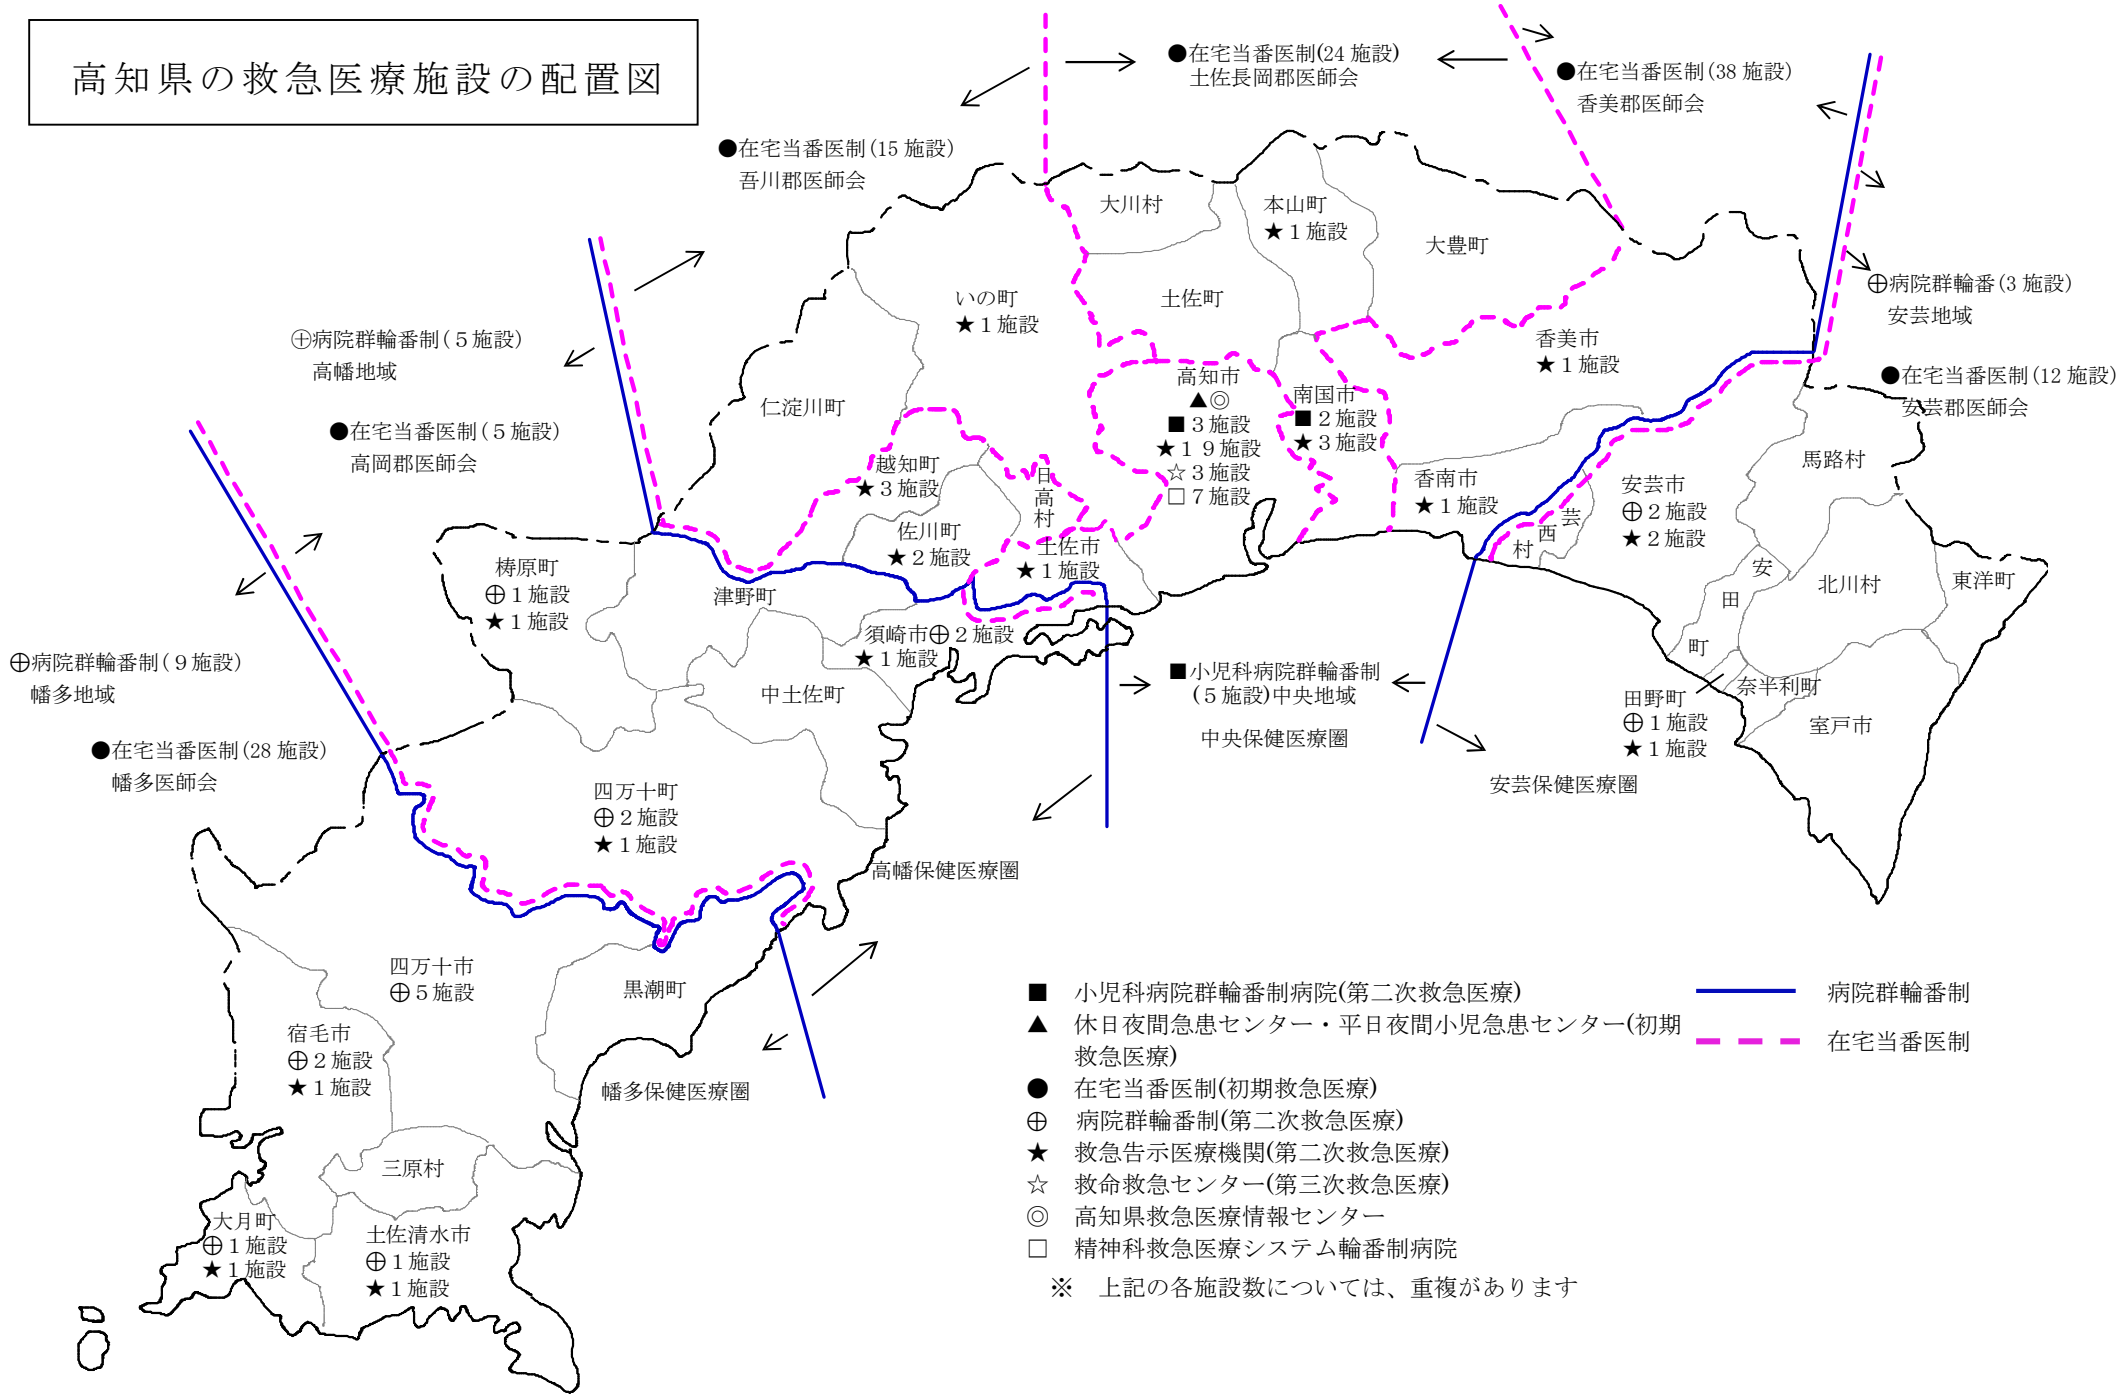 高知県の救急医療施設の配置図
●在宅当番医制(24施設)
土佐長岡郡医師会
●在宅当番医制(38施設)
香美郡医師会
●在宅当番医制(15施設)
吾川郡医師会
大川村
本山町
★1施設
大豊町
⊕病院群輪番(3施設)
安芸地域
いの町
★1施設
土佐町
⊕病院群輪番制(5施設)
高幡地域
香美市
★1施設
●在宅当番医制(12施設)
安芸郡医師会
仁淀川町
高知市
▲◎
■3施設
★19施設
☆3施設
□7施設
南国市
■2施設
★3施設
●在宅当番医制(5施設)
高岡郡医師会
越知町
★3施設
日高村
香南市
★1施設
安芸市
⊕2施設
★2施設
馬路村
佐川町
★2施設
土佐市
★1施設
芸西村
梼原町
⊕1施設
★1施設
津野町
安田町
北川村
東洋町
須崎市⊕2施設
★1施設
⊕病院群輪番制(9施設)
幡多地域
中土佐町
■小児科病院群輪番制
(5施設)中央地域
中央保健医療圏
田野町
⊕1施設
★1施設
奈半利町
室戸市
●在宅当番医制(28施設)
幡多医師会
四万十町
⊕2施設
★1施設
安芸保健医療圏
高幡保健医療圏
四万十市
⊕5施設
黒潮町
宿毛市
⊕2施設
★1施設
幡多保健医療圏
三原村
大月町
⊕1施設
★1施設
土佐清水市
⊕1施設
★1施設
■ 小児科病院群輪番制病院(第二次救急医療)
▲ 休日夜間急患センター・平日夜間小児急患センター(初期
救急医療)
● 在宅当番医制(初期救急医療)
⊕ 病院群輪番制(第二次救急医療)
★ 救急告示医療機関(第二次救急医療)
☆ 救命救急センター(第三次救急医療)
◎ 高知県救急医療情報センター
□ 精神科救急医療システム輪番制病院
※ 上記の各施設数については、重複があります
病院群輪番制
在宅当番医制